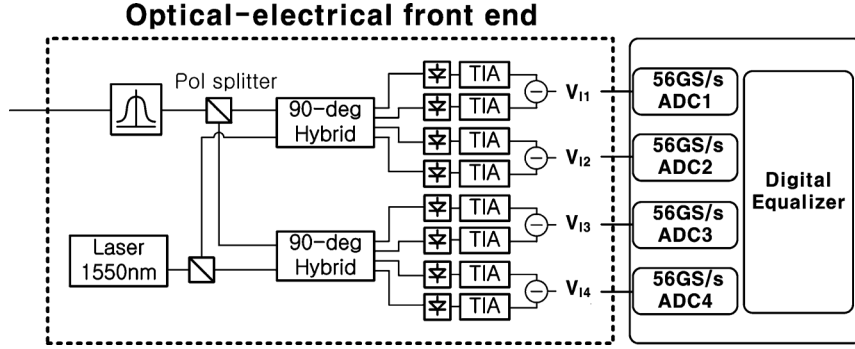 Optical-electrical front end
Pol splitter
90-deg
Hybrid
TIA
TIA
TIA
TIA
−
−
V_I1
V_I2
56GS/s
ADC1
56GS/s
ADC2
Laser
1550nm
90-deg
Hybrid
TIA
TIA
TIA
TIA
−
−
V_I3
V_I4
56GS/s
ADC3
56GS/s
ADC4
Digital
Equalizer